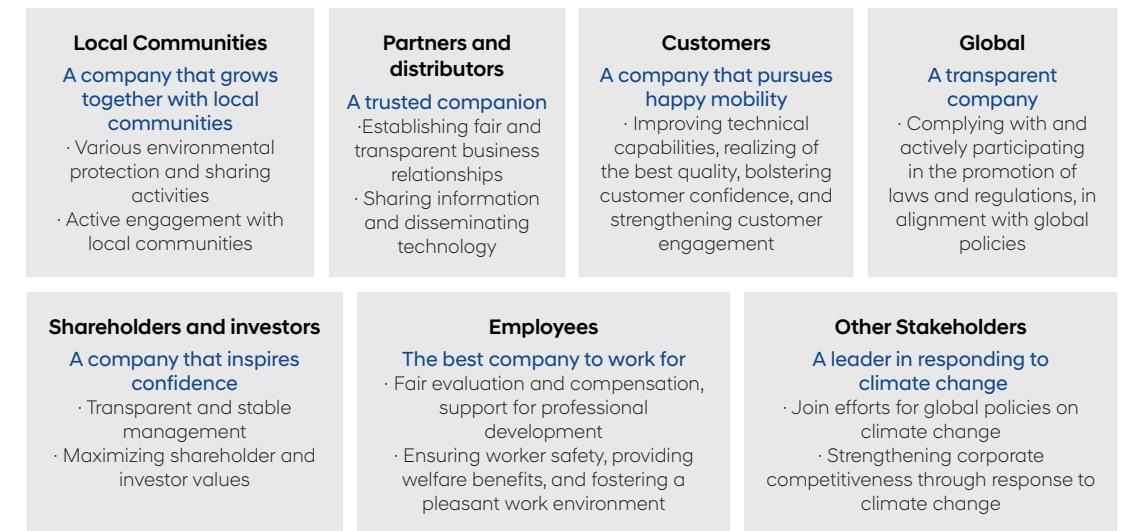 Local Communities
A company that grows
together with local
communities
· Various environmental
protection and sharing
activities
· Active engagement with
local communities
Partners and
distributors
A trusted companion
·Establishing fair and
transparent business
relationships
· Sharing information
and disseminating
technology
Customers
A company that pursues
happy mobility
· Improving technical
capabilities, realizing of
the best quality, bolstering
customer confidence, and
strengthening customer
engagement
Global
A transparent
company
· Complying with and
actively participating
in the promotion of
laws and regulations, in
alignment with global
policies
Shareholders and investors
A company that inspires
confidence
· Transparent and stable
management
· Maximizing shareholder and
investor values
Employees
The best company to work for
· Fair evaluation and compensation,
support for professional
development
· Ensuring worker safety, providing
welfare benefits, and fostering a
pleasant work environment
Other Stakeholders
A leader in responding to
climate change
· Join efforts for global policies on
climate change
· Strengthening corporate
competitiveness through response to
climate change